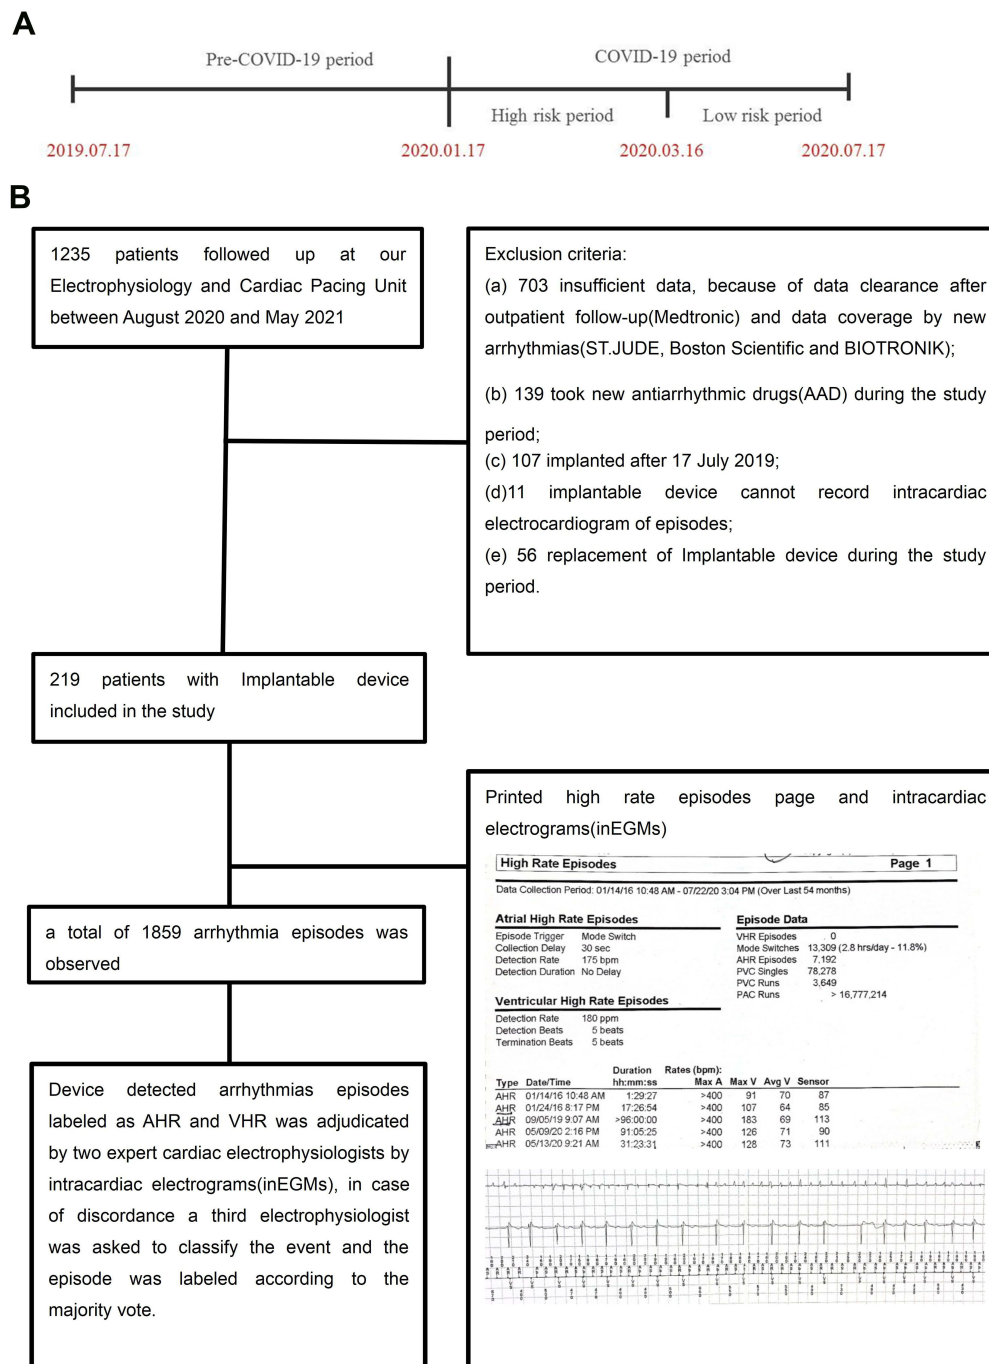 A
Pre-COVID-19 period
COVID-19 period
High risk period
Low risk period
2019.07.17
2020.01.17
2020.03.16
2020.07.17
B
1235 patients followed up at our
Electrophysiology and Cardiac Pacing Unit
between August 2020 and May 2021
Exclusion criteria:
(a) 703 insufficient data, because of data clearance after
outpatient follow-up(Medtronic) and data coverage by new
arrhythmias(ST.JUDE, Boston Scientific and BIOTRONIK);
(b) 139 took new antiarrhythmic drugs(AAD) during the study
period;
(c) 107 implanted after 17 July 2019;
(d)11 implantable device cannot record intracardiac
electrocardiogram of episodes;
(e) 56 replacement of Implantable device during the study
period.
219 patients with Implantable device
included in the study
Printed high rate episodes page and intracardiac
electrograms(inEGMs)
High Rate Episodes Page 1
Data Collection Period: 01/14/16 10:48 AM - 07/22/20 3:04 PM (Over Last 54 months)
Atrial High Rate Episodes
Episode Trigger Mode Switch
Collection Delay 30 sec
Detection Rate 175 bpm
Detection Duration No Delay
Episode Data
VHR Episodes 0
Mode Switches 13,309 (2.8 hrs/day - 11.8%)
AHR Episodes 7,192
PVC Singles 78,278
PVC Runs 3,649
PAC Runs > 16,777,214
Ventricular High Rate Episodes
Detection Rate 180 ppm
Detection Beats 5 beats
Termination Beats 5 beats
Duration Rates (bpm):
Type Date/Time hh:mm:ss Max A Max V Avg V Sensor
AHR 01/14/16 10:48 AM 1:29:27 >400 91 70 87
AHR 01/24/16 8:17 PM 17:26:54 >400 107 64 85
AHR 09/05/19 9:07 AM >96:00:00 >400 183 69 113
AHR 05/09/20 2:16 PM 91:05:25 >400 126 71 90
AHR 05/13/20 9:21 AM 31:23:31 >400 128 73 111
a total of 1859 arrhythmia episodes was
observed
Device detected arrhythmias episodes
labeled as AHR and VHR was adjudicated
by two expert cardiac electrophysiologists by
intracardiac electrograms(inEGMs), in case
of discordance a third electrophysiologist
was asked to classify the event and the
episode was labeled according to the
majority vote.